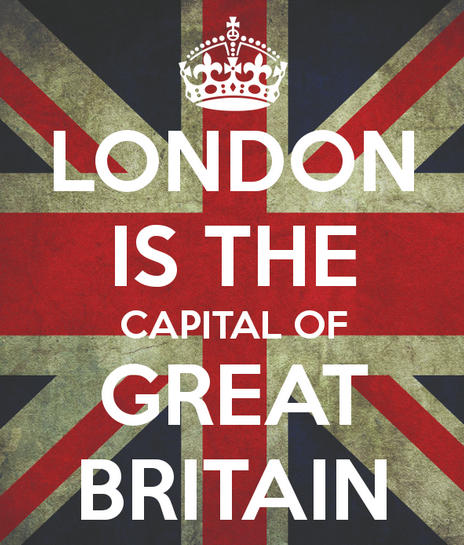 LONDON
IS THE
CAPITAL OF
GREAT
BRITAIN